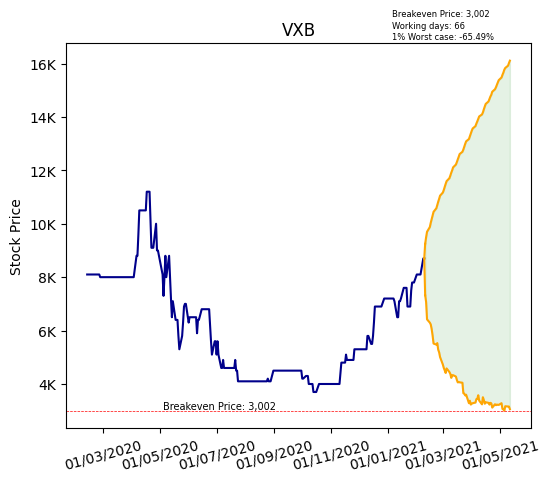 Breakeven Price: 3,002
Working days: 66
1% Worst case: -65.49%
VXB
Stock Price
16K
14K
12K
10K
8K
6K
4K
Breakeven Price: 3,002
01/03/2020
01/05/2020
01/07/2020
01/09/2020
01/11/2020
01/01/2021
01/03/2021
01/05/2021